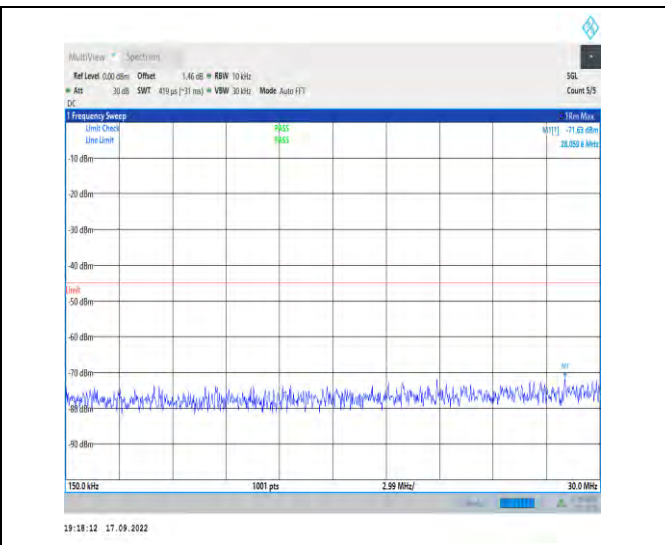 MultiView Spectrum
Ref Level 0.00 dBm Offset 1.46 dB RBW 10 kHz SGL
Att 30 dB SWT 419 µs (~31 ms) VBW 30 kHz Mode Auto FFT Count 5/5
DC
1 Frequency Sweep 1Rm Max
Limit Check PASS M1[1] -71.63 dBm
Line Limit PASS 28.059 6 MHz
-10 dBm
-20 dBm
-30 dBm
-40 dBm
Limit
-50 dBm
-60 dBm
-70 dBm
M1
-80 dBm
-90 dBm
150.0 kHz 1001 pts 2.99 MHz/ 30.0 MHz
19:18:12 17.09.2022